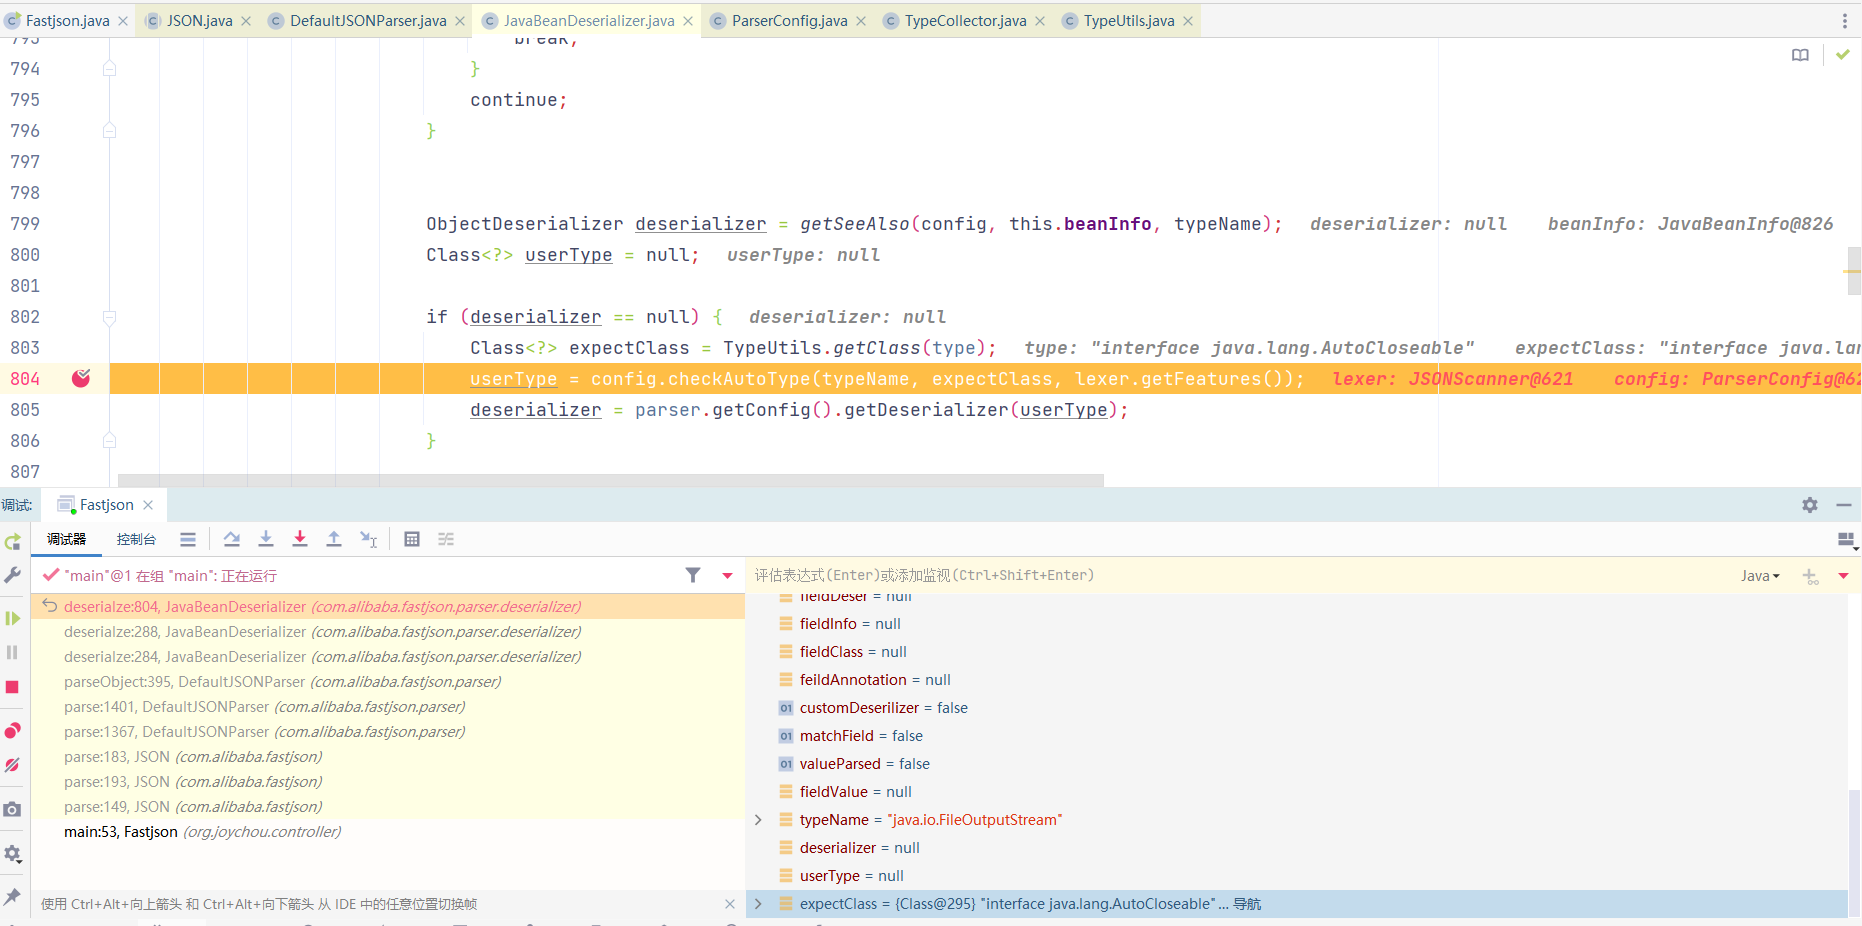 Fastjson.java JSON.java DefaultJSONParser.java JavaBeanDeserializer.java ParserConfig.java TypeCollector.java TypeUtils.java
793 break;
794 }
795 continue;
796 }
797
798
799 ObjectDeserializer deserializer = getSeeAlso(config, this.beanInfo, typeName); deserializer: null beanInfo: JavaBeanInfo@826
800 Class<?> userType = null; userType: null
801
802 if (deserializer == null) { deserializer: null
803 Class<?> expectClass = TypeUtils.getClass(type); type: "interface java.lang.AutoCloseable" expectClass: "interface java.lan
804 userType = config.checkAutoType(typeName, expectClass, lexer.getFeatures()); lexer: JSONScanner@621 config: ParserConfig@62
805 deserializer = parser.getConfig().getDeserializer(userType);
806 }
807
调试: Fastjson
调试器 控制台
"main"@1 在组 "main": 正在运行
deserialze:804, JavaBeanDeserializer (com.alibaba.fastjson.parser.deserializer)
deserialze:288, JavaBeanDeserializer (com.alibaba.fastjson.parser.deserializer)
deserialze:284, JavaBeanDeserializer (com.alibaba.fastjson.parser.deserializer)
parseObject:395, DefaultJSONParser (com.alibaba.fastjson.parser)
parse:1401, DefaultJSONParser (com.alibaba.fastjson.parser)
parse:1367, DefaultJSONParser (com.alibaba.fastjson.parser)
parse:183, JSON (com.alibaba.fastjson)
parse:193, JSON (com.alibaba.fastjson)
parse:149, JSON (com.alibaba.fastjson)
main:53, Fastjson (org.joychou.controller)
使用 Ctrl+Alt+向上箭头 和 Ctrl+Alt+向下箭头 从 IDE 中的任意位置切换帧
评估表达式(Enter)或添加监视(Ctrl+Shift+Enter) Java
fieldDeser = null
fieldInfo = null
fieldClass = null
feildAnnotation = null
01 customDeserilizer = false
01 matchField = false
01 valueParsed = false
fieldValue = null
typeName = "java.io.FileOutputStream"
deserializer = null
userType = null
expectClass = {Class@295} "interface java.lang.AutoCloseable"... 导航